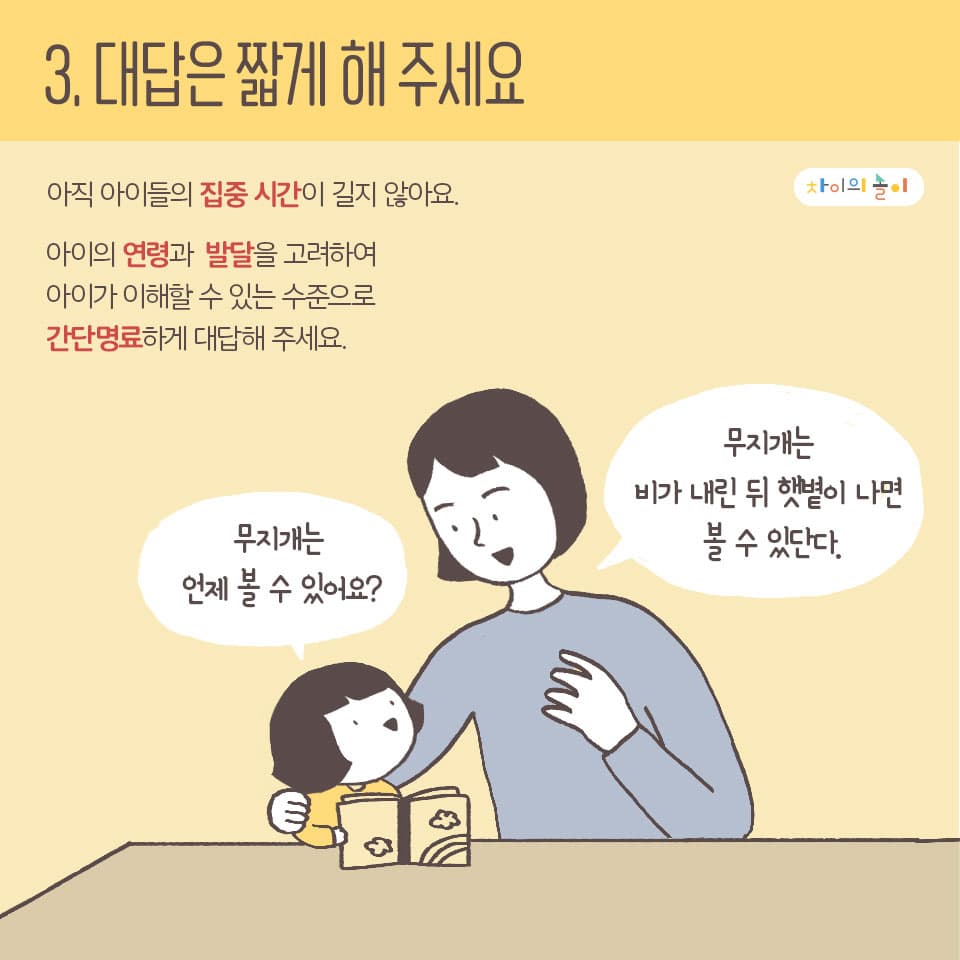 3. 대답은 짧게 해 주세요
아직 아이들의 집중 시간이 길지 않아요.
차이의 놀이
아이의 연령과 발달을 고려하여
아이가 이해할 수 있는 수준으로
간단명료하게 대답해 주세요.
무지개는
비가 내린 뒤 햇볕이 나면
볼 수 있단다.
무지개는
언제 볼 수 있어요?